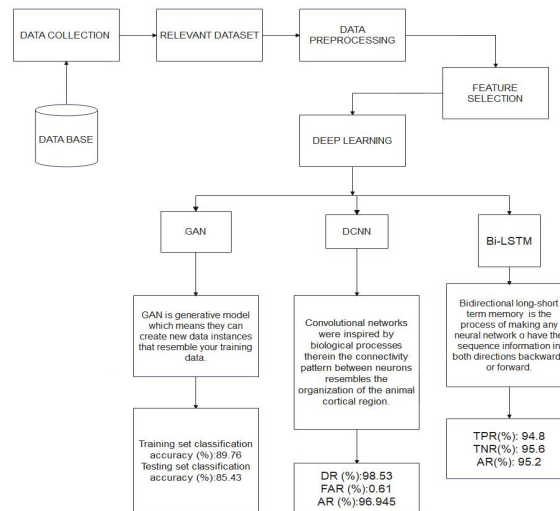 DATA COLLECTION
RELEVANT DATASET
DATA
PREPROCESSING
FEATURE
SELECTION
DATA BASE
DEEP LEARNING
GAN
DCNN
Bi-LSTM
GAN is generative model
which means they can
create new data instances
that resemble your training
data.
Convolutional networks
were inspired by
biological processes
therein the connectivity
pattern between neurons
resembles the
organization of the animal
cortical region.
Bidirectional long-short
term memory is the
process of making any
neural network o have the
sequence information in
both directions backwards
or forward.
Training set classification
accuracy (%):89.76
Testing set classification
accuracy (%):85.43
DR (%):98.53
FAR (%):0.61
AR (%):96.945
TPR(%): 94.8
TNR(%): 95.6
AR(%): 95.2